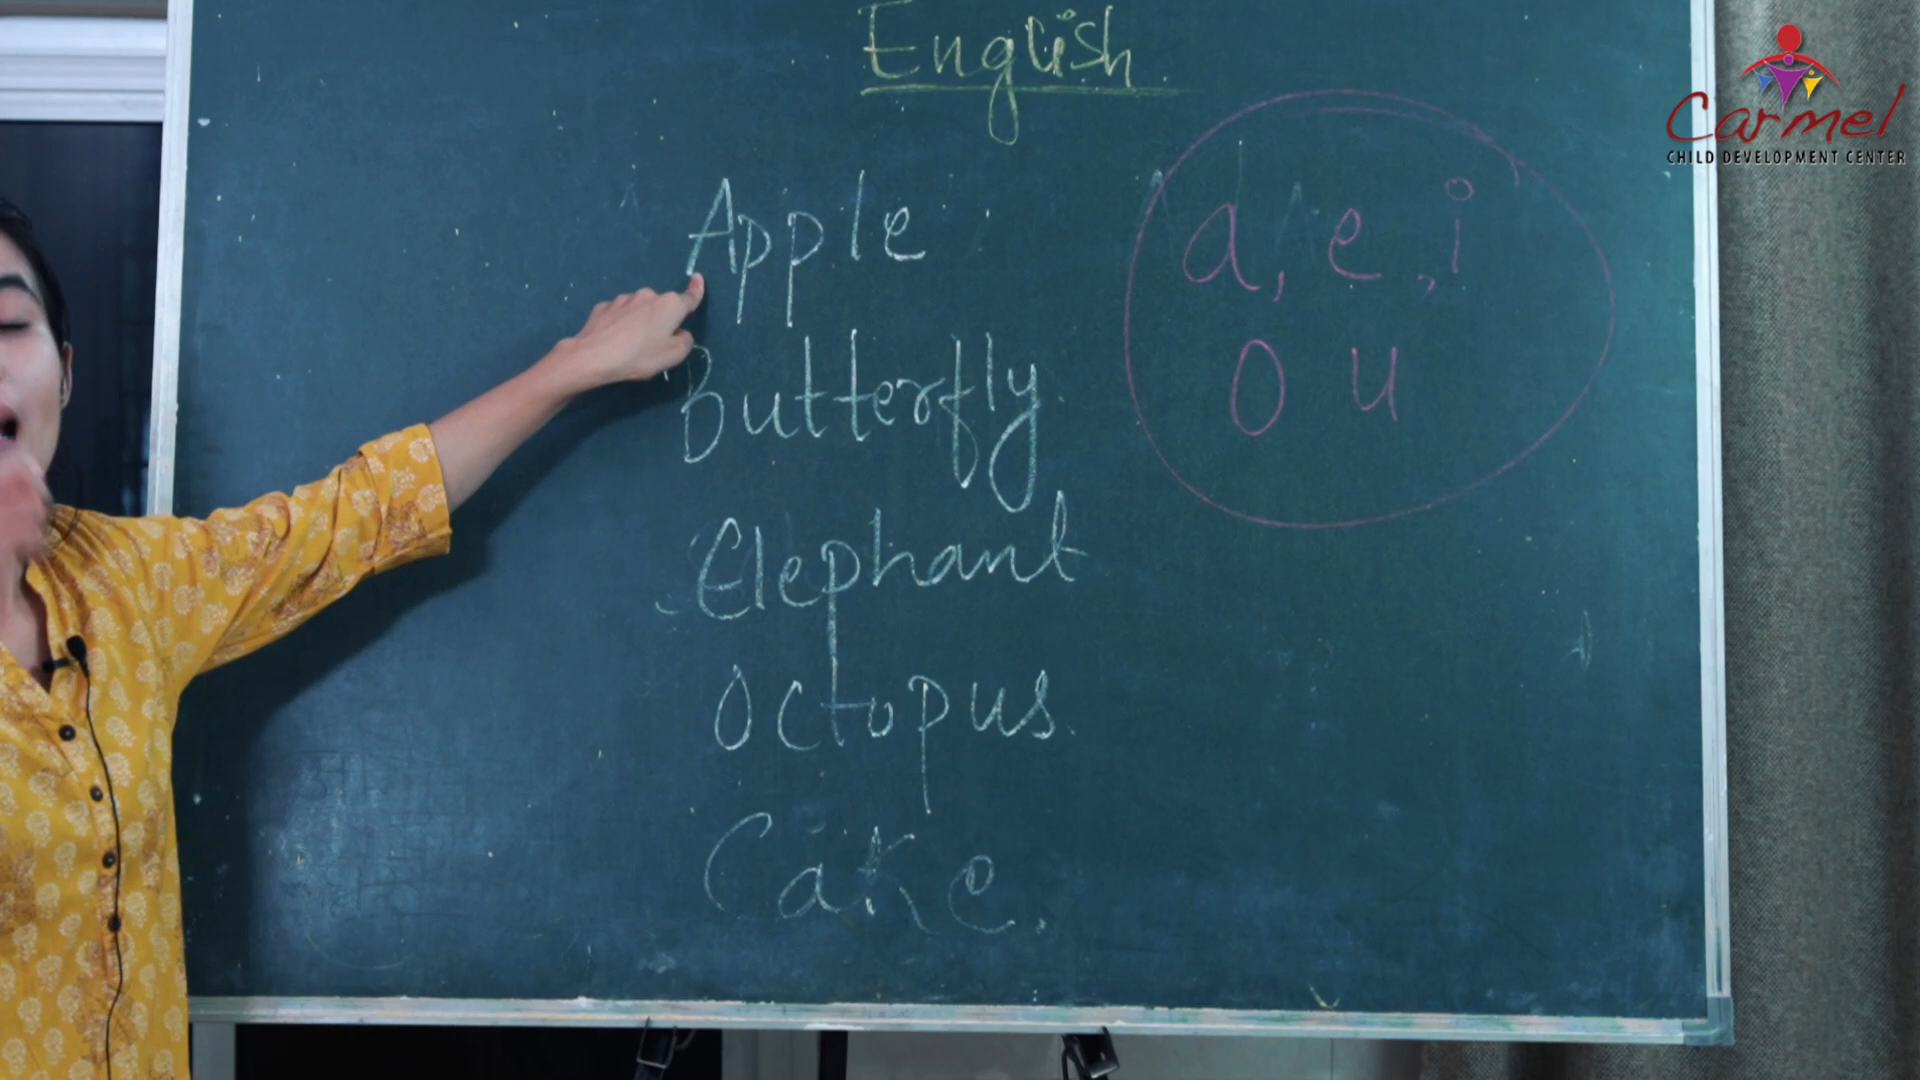 English
Apple
Butterfly.
Elephant
Octopus.
Cake.
a, e, i
o u
Carmel
CHILD DEVELOPMENT CENTER